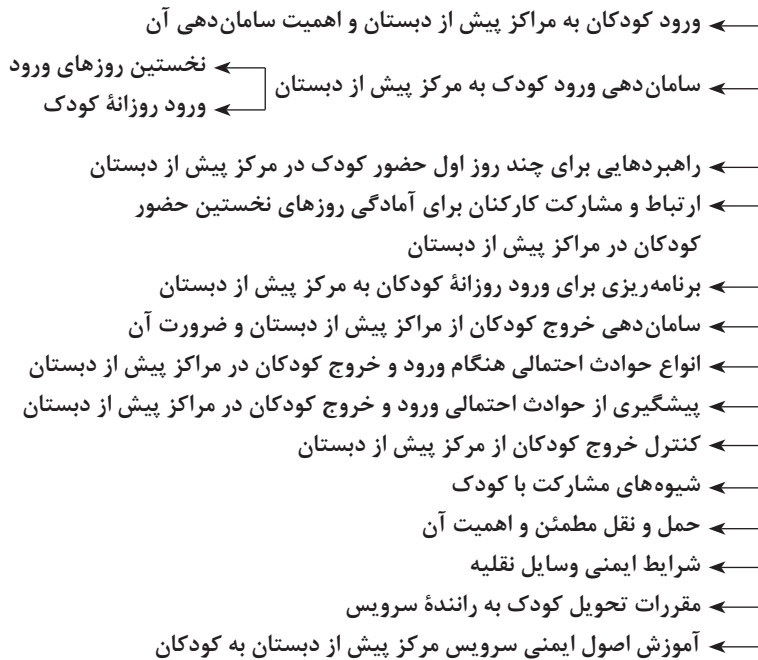 ورود کودکان به مراکز پیش از دبستان و اهمیت سامان‌دهی آن
سامان‌دهی ورود کودک به مرکز پیش از دبستان
نخستین روزهای ورود
ورود روزانهٔ کودک
راهبردهایی برای چند روز اول حضور کودک در مرکز پیش از دبستان
ارتباط و مشارکت کارکنان برای آمادگی روزهای نخستین حضور
کودکان در مراکز پیش از دبستان
برنامه‌ریزی برای ورود روزانهٔ کودکان به مرکز پیش از دبستان
سامان‌دهی خروج کودکان از مراکز پیش از دبستان و ضرورت آن
انواع حوادث احتمالی هنگام ورود و خروج کودکان در مراکز پیش از دبستان
پیشگیری از حوادث احتمالی ورود و خروج کودکان در مراکز پیش از دبستان
کنترل خروج کودکان از مرکز پیش از دبستان
شیوه‌های مشارکت با کودک
حمل و نقل مطمئن و اهمیت آن
شرایط ایمنی وسایل نقلیه
مقررات تحویل کودک به رانندهٔ سرویس
آموزش اصول ایمنی سرویس مرکز پیش از دبستان به کودکان